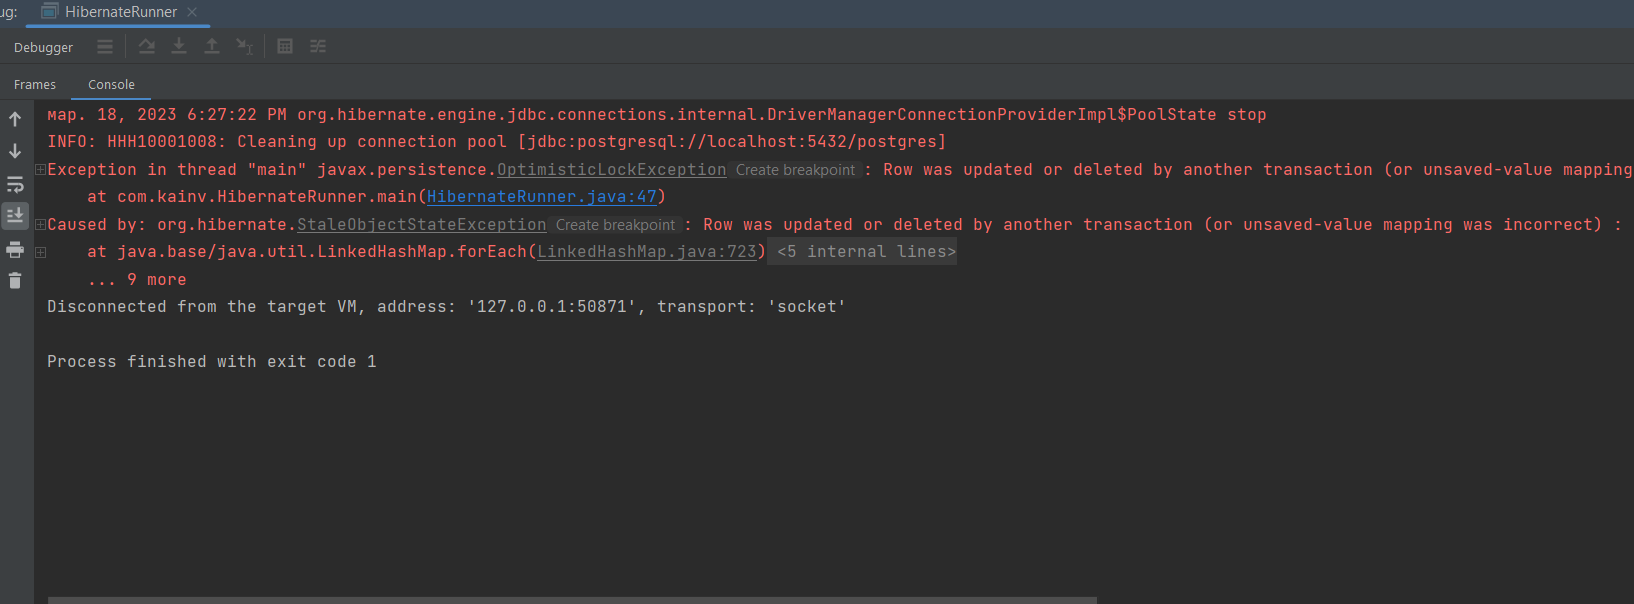 ug: HibernateRunner
Debugger
Frames Console
мар. 18, 2023 6:27:22 PM org.hibernate.engine.jdbc.connections.internal.DriverManagerConnectionProviderImpl$PoolState stop
INFO: HHH10001008: Cleaning up connection pool [jdbc:postgresql://localhost:5432/postgres]
Exception in thread "main" javax.persistence.OptimisticLockException Create breakpoint : Row was updated or deleted by another transaction (or unsaved-value mapping
at com.kainv.HibernateRunner.main(HibernateRunner.java:47)
Caused by: org.hibernate.StaleObjectStateException Create breakpoint : Row was updated or deleted by another transaction (or unsaved-value mapping was incorrect) :
at java.base/java.util.LinkedHashMap.forEach(LinkedHashMap.java:723) <5 internal lines>
... 9 more
Disconnected from the target VM, address: '127.0.0.1:50871', transport: 'socket'
Process finished with exit code 1